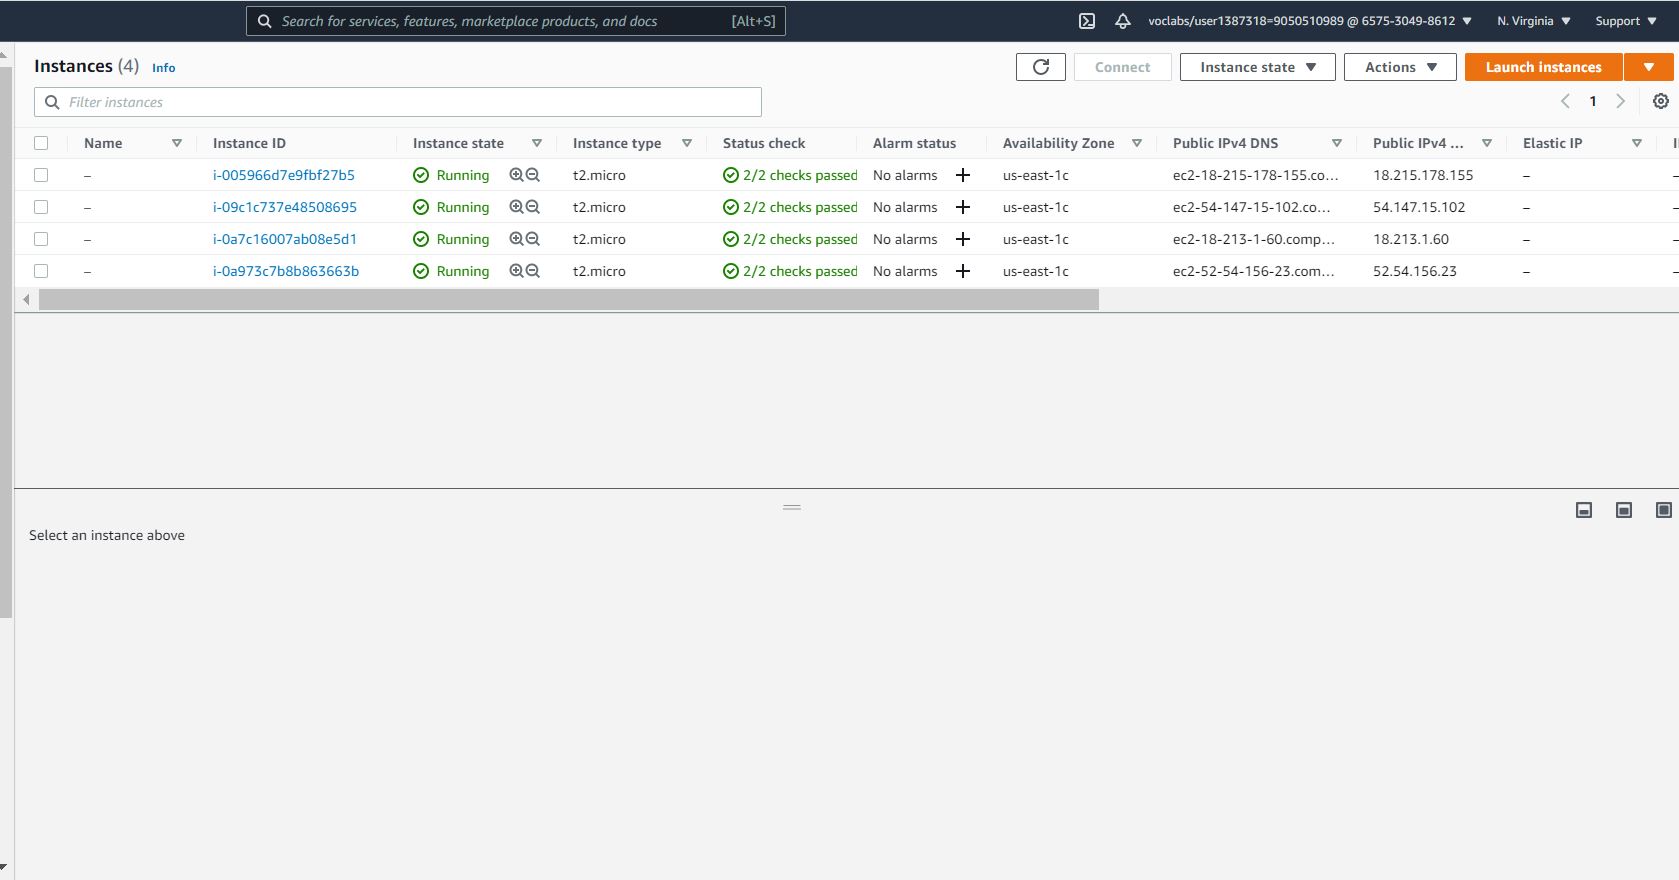 Search for services, features, marketplace products, and docs [Alt+S] voclabs/user1387318=9050510989 @ 6575-3049-8612 N. Virginia Support
Instances (4) Info Connect Instance state Actions Launch instances
Filter instances 1
Name Instance ID Instance state Instance type Status check Alarm status Availability Zone Public IPv4 DNS Public IPv4 ... Elastic IP
– i-005966d7e9fbf27b5 Running t2.micro 2/2 checks passed No alarms + us-east-1c ec2-18-215-178-155.co... 18.215.178.155 –
– i-09c1c737e48508695 Running t2.micro 2/2 checks passed No alarms + us-east-1c ec2-54-147-15-102.co... 54.147.15.102 –
– i-0a7c16007ab08e5d1 Running t2.micro 2/2 checks passed No alarms + us-east-1c ec2-18-213-1-60.comp... 18.213.1.60 –
– i-0a973c7b8b863663b Running t2.micro 2/2 checks passed No alarms + us-east-1c ec2-52-54-156-23.com... 52.54.156.23 –
Select an instance above